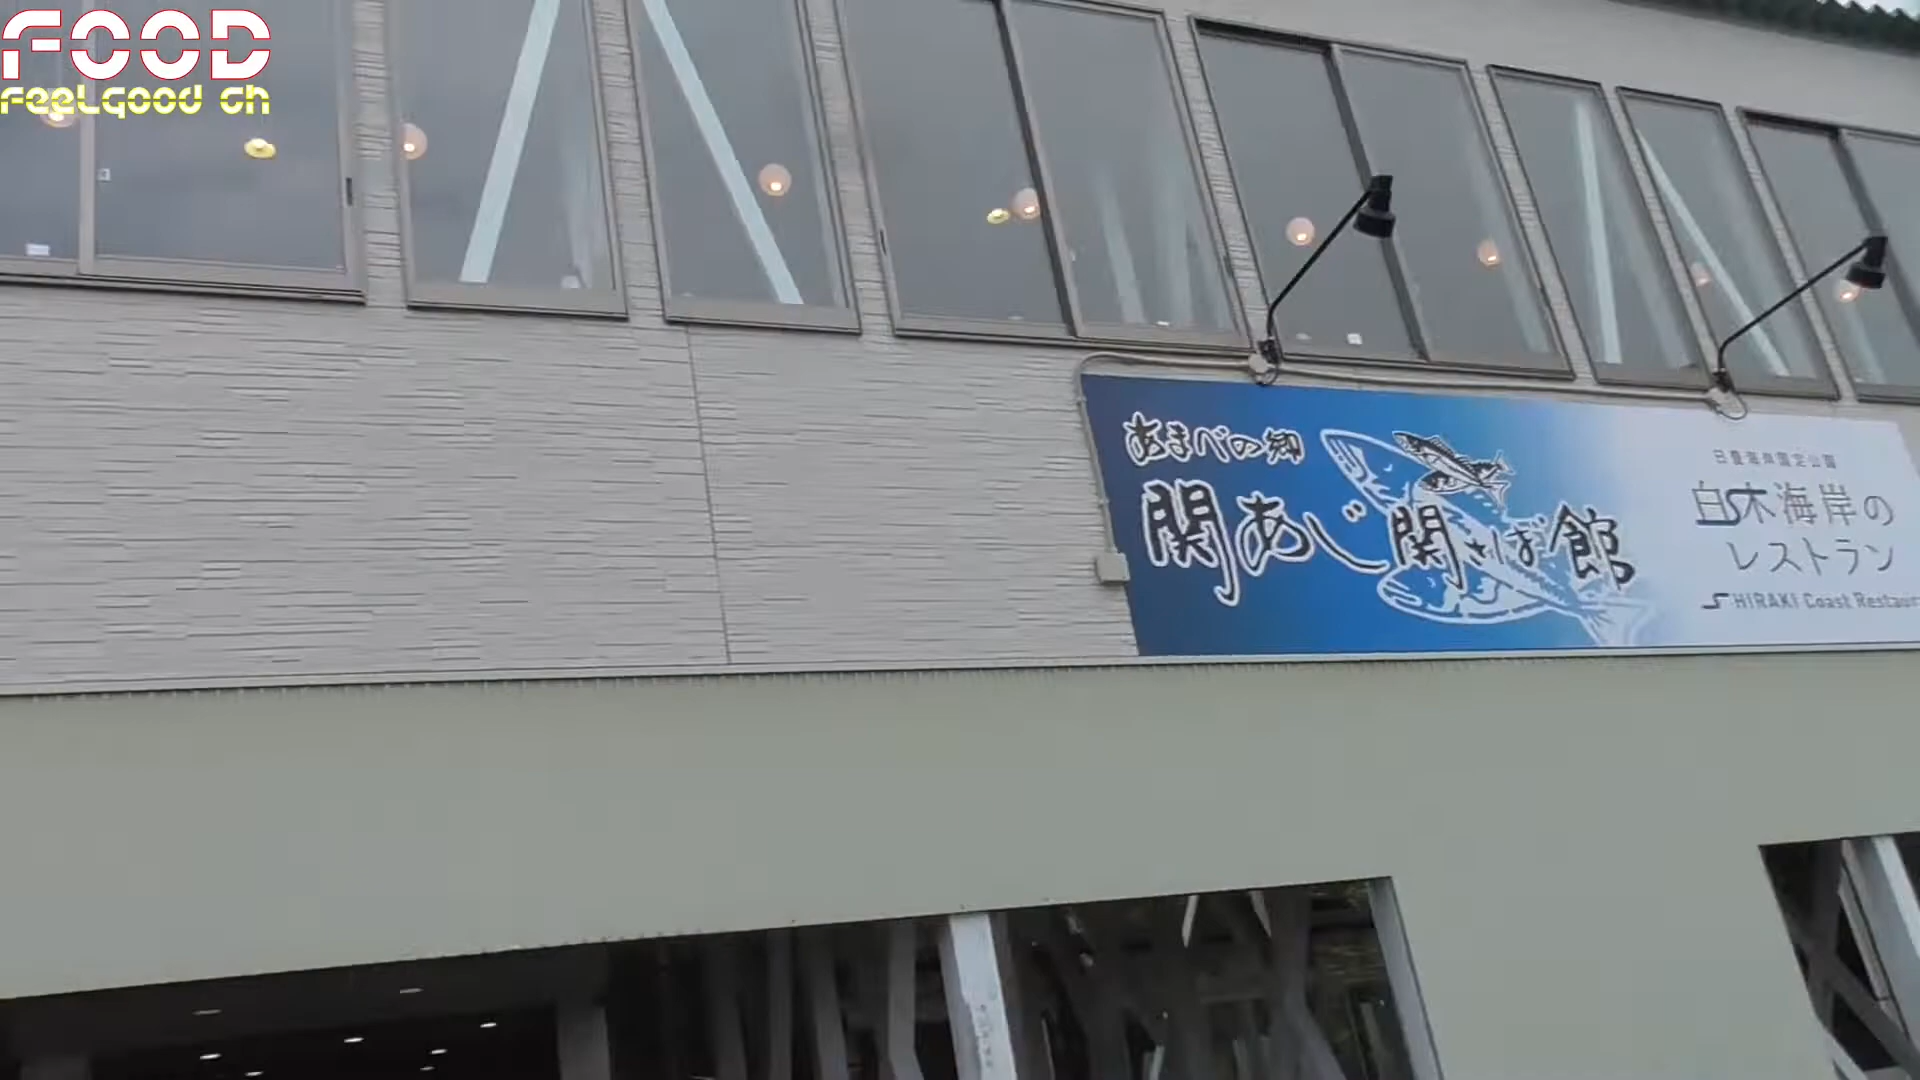 FOOD
FeeLgood ch
あまべの郷
関あじ関さば館
日豊海岸国定公園
白木海岸の
レストラン
SHIRAKI Coast